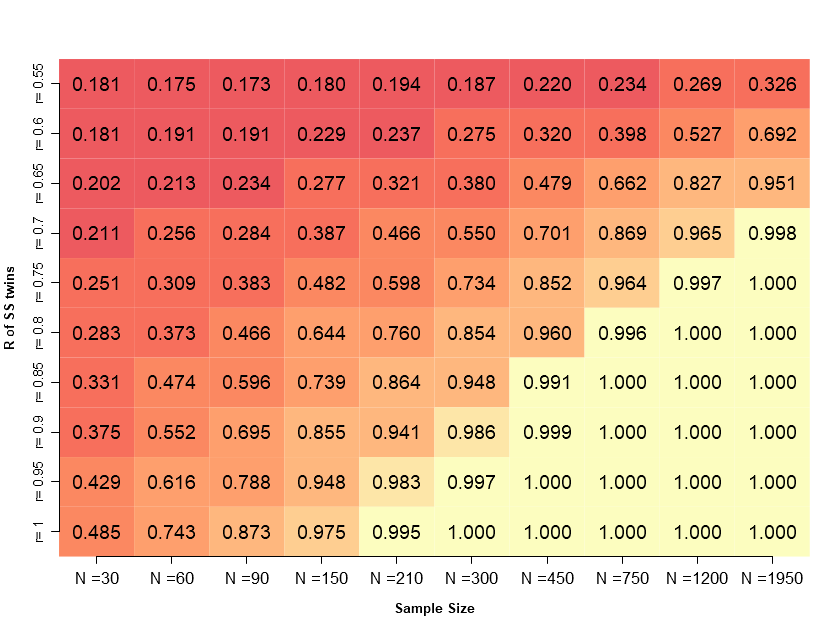 r= 0.55 0.181 0.175 0.173 0.180 0.194 0.187 0.220 0.234 0.269 0.326
r= 0.6 0.181 0.191 0.191 0.229 0.237 0.275 0.320 0.398 0.527 0.692
r= 0.65 0.202 0.213 0.234 0.277 0.321 0.380 0.479 0.662 0.827 0.951
r= 0.7 0.211 0.256 0.284 0.387 0.466 0.550 0.701 0.869 0.965 0.998
r= 0.75 0.251 0.309 0.383 0.482 0.598 0.734 0.852 0.964 0.997 1.000
r= 0.8 0.283 0.373 0.466 0.644 0.760 0.854 0.960 0.996 1.000 1.000
r= 0.85 0.331 0.474 0.596 0.739 0.864 0.948 0.991 1.000 1.000 1.000
r= 0.9 0.375 0.552 0.695 0.855 0.941 0.986 0.999 1.000 1.000 1.000
r= 0.95 0.429 0.616 0.788 0.948 0.983 0.997 1.000 1.000 1.000 1.000
r= 1 0.485 0.743 0.873 0.975 0.995 1.000 1.000 1.000 1.000 1.000
R of SS twins
N =30 N =60 N =90 N =150 N =210 N =300 N =450 N =750 N =1200 N =1950
Sample Size